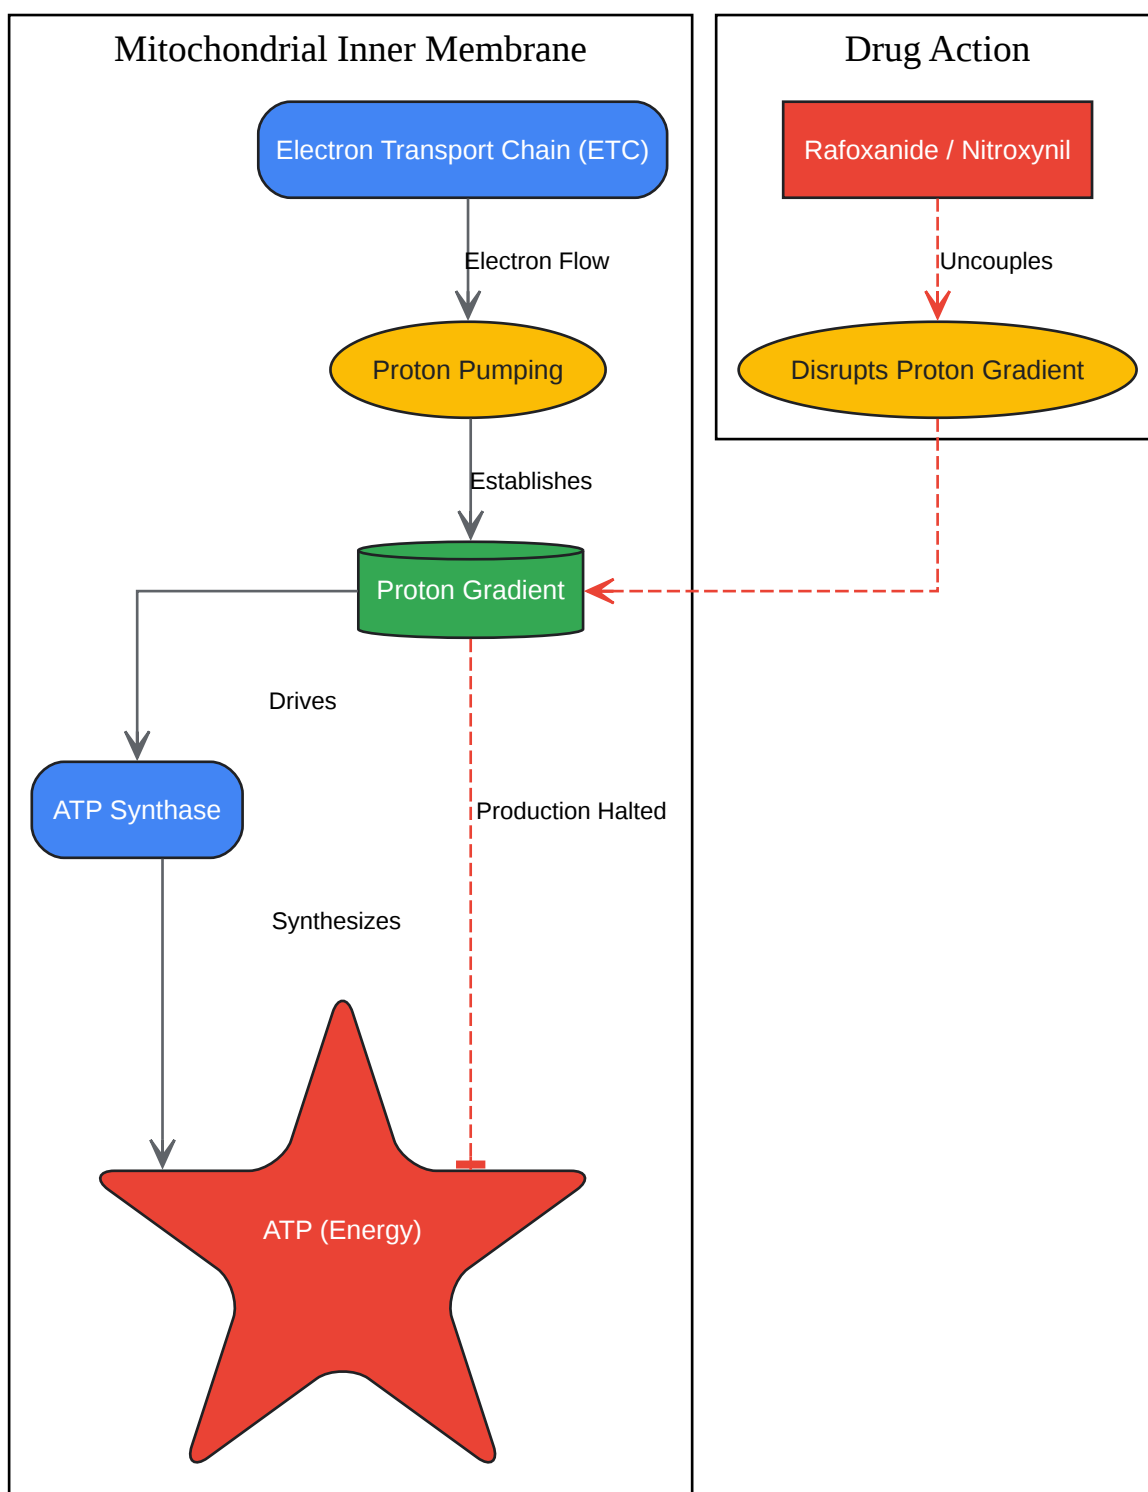 Mitochondrial Inner Membrane
Drug Action
Electron Transport Chain (ETC)
Rafoxanide / Nitroxynil
Electron Flow
Uncouples
Proton Pumping
Disrupts Proton Gradient
Establishes
Proton Gradient
Drives
ATP Synthase
Production Halted
Synthesizes
ATP (Energy)